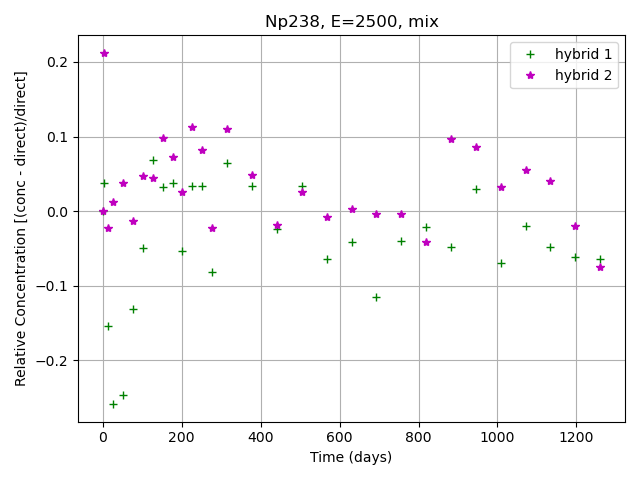 Np238, E=2500, mix
Relative Concentration [(conc - direct)/direct]
0.2
0.1
0.0
−0.1
−0.2
hybrid 1
hybrid 2
0 200 400 600 800 1000 1200
Time (days)